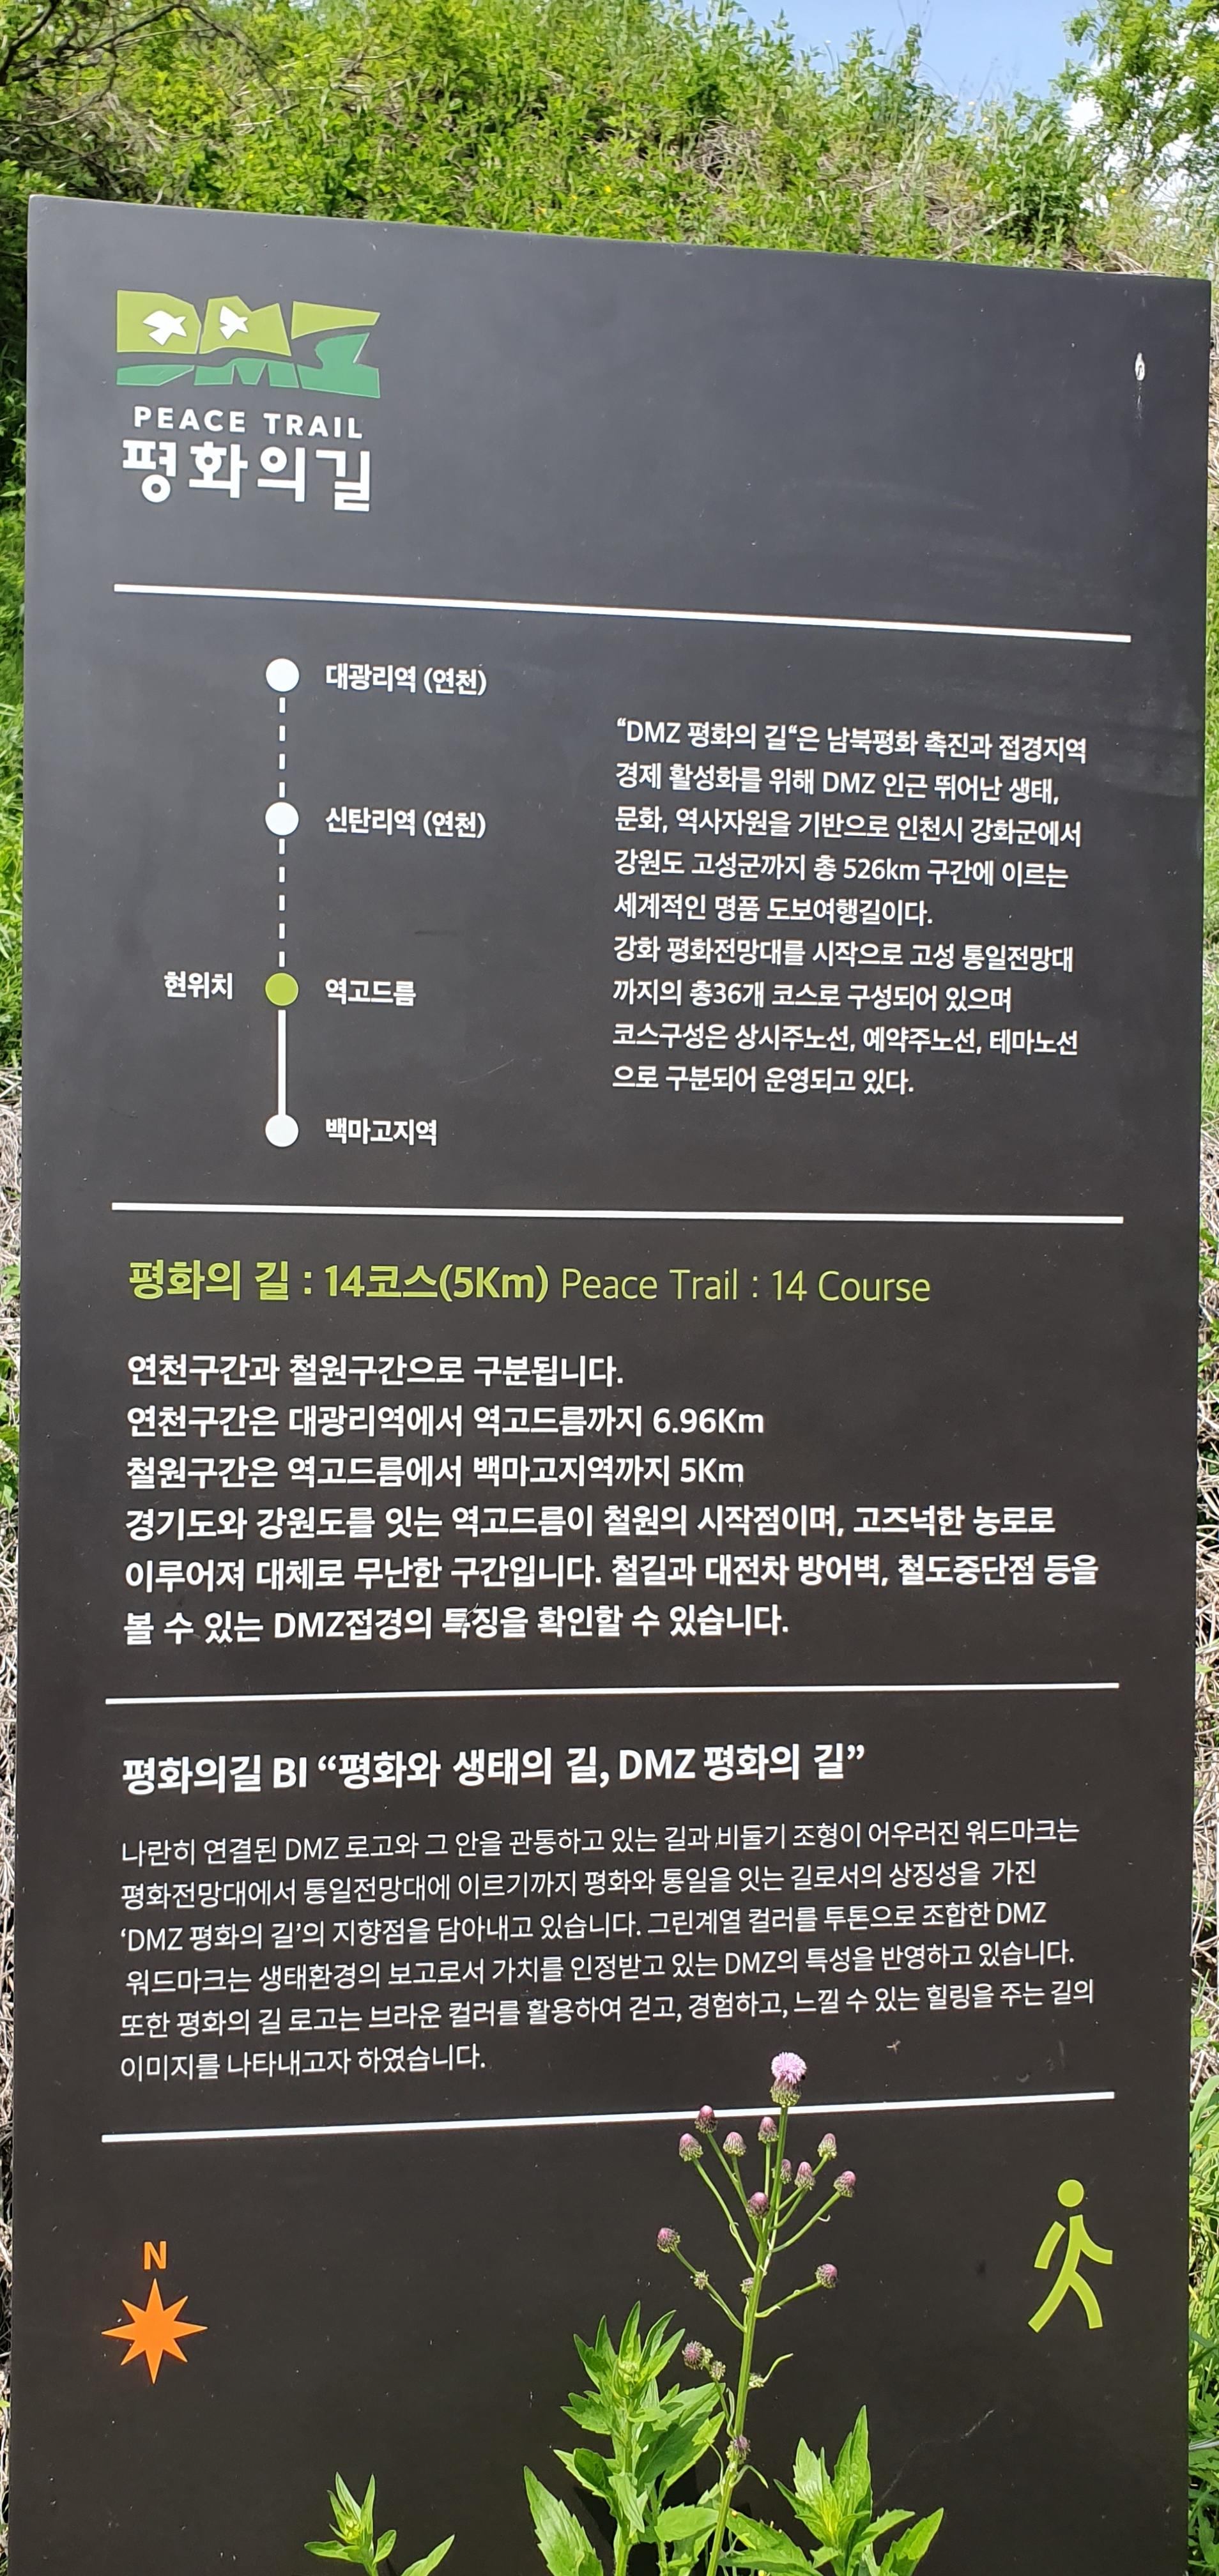 DMZ
PEACE TRAIL
평화의길
대광리역 (연천)
신탄리역 (연천)
현위치 역고드름
백마고지역
“DMZ 평화의 길“은 남북평화 촉진과 접경지역
경제 활성화를 위해 DMZ 인근 뛰어난 생태,
문화, 역사자원을 기반으로 인천시 강화군에서
강원도 고성군까지 총 526km 구간에 이르는
세계적인 명품 도보여행길이다.
강화 평화전망대를 시작으로 고성 통일전망대
까지의 총36개 코스로 구성되어 있으며
코스구성은 상시주노선, 예약주노선, 테마노선
으로 구분되어 운영되고 있다.
평화의 길 : 14코스(5Km) Peace Trail : 14 Course
연천구간과 철원구간으로 구분됩니다.
연천구간은 대광리역에서 역고드름까지 6.96Km
철원구간은 역고드름에서 백마고지역까지 5Km
경기도와 강원도를 잇는 역고드름이 철원의 시작점이며, 고즈넉한 농로로
이루어져 대체로 무난한 구간입니다. 철길과 대전차 방어벽, 철도중단점 등을
볼 수 있는 DMZ접경의 특징을 확인할 수 있습니다.
평화의길 BI “평화와 생태의 길, DMZ 평화의 길”
나란히 연결된 DMZ 로고와 그 안을 관통하고 있는 길과,비둘기 조형이 어우러진 워드마크는
평화전망대에서 통일전망대에 이르기까지 평화와 통일을 잇는 길로서의 상징성을 가진
‘DMZ 평화의 길’의 지향점을 담아내고 있습니다. 그린계열 컬러를 투톤으로 조합한 DMZ
워드마크는 생태환경의 보고로서 가치를 인정받고 있는 DMZ의 특성을 반영하고 있습니다.
또한 평화의 길 로고는 브라운 컬러를 활용하여 걷고, 경험하고, 느낄 수 있는 힐링을 주는 길의
이미지를 나타내고자 하였습니다.
N